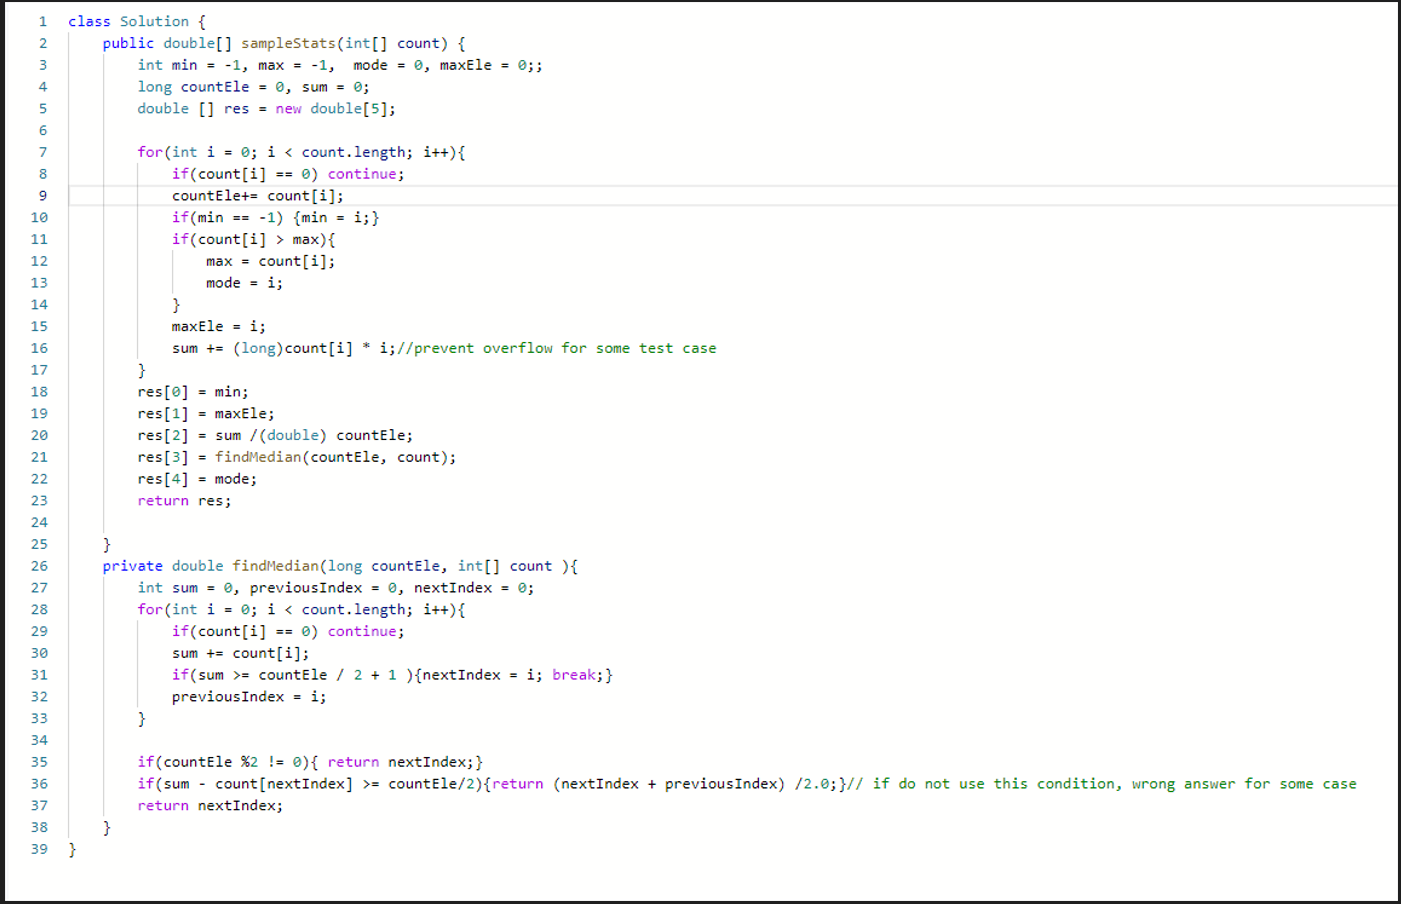 1 class Solution {
2 public double[] sampleStats(int[] count) {
3 int min = -1, max = -1,  mode = 0, maxEle = 0;;
4 long countEle = 0, sum = 0;
5 double [] res = new double[5];
6
7 for(int i = 0; i < count.length; i++){
8 if(count[i] == 0) continue;
9 countEle+= count[i];
10 if(min == -1) {min = i;}
11 if(count[i] > max){
12 max = count[i];
13 mode = i;
14 }
15 maxEle = i;
16 sum += (long)count[i] * i;//prevent overflow for some test case
17 }
18 res[0] = min;
19 res[1] = maxEle;
20 res[2] = sum /(double) countEle;
21 res[3] = findMedian(countEle, count);
22 res[4] = mode;
23 return res;
24
25 }
26 private double findMedian(long countEle, int[] count ){
27 int sum = 0, previousIndex = 0, nextIndex = 0;
28 for(int i = 0; i < count.length; i++){
29 if(count[i] == 0) continue;
30 sum += count[i];
31 if(sum >= countEle / 2 + 1 ){nextIndex = i; break;}
32 previousIndex = i;
33 }
34
35 if(countEle %2 != 0){ return nextIndex;}
36 if(sum - count[nextIndex] >= countEle/2){return (nextIndex + previousIndex) /2.0;}// if do not use this condition, wrong answer for some case
37 return nextIndex;
38 }
39 }